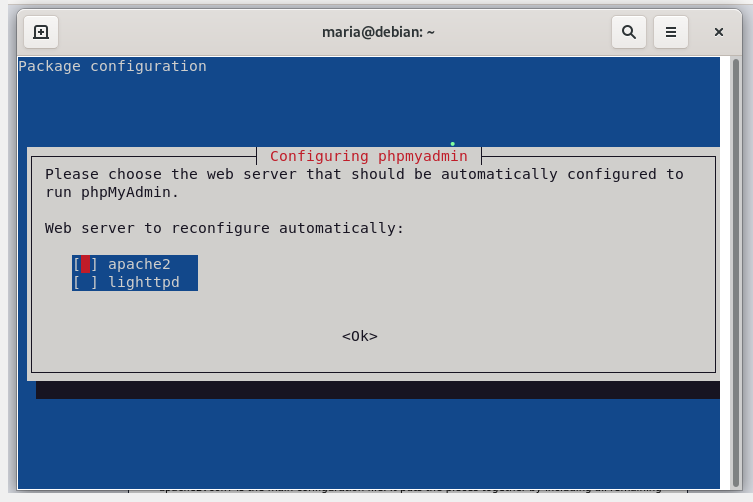 maria@debian: ~
Package configuration
Configuring phpmyadmin
Please choose the web server that should be automatically configured to
run phpMyAdmin.
Web server to reconfigure automatically:
[ ] apache2
[ ] lighttpd
<Ok>